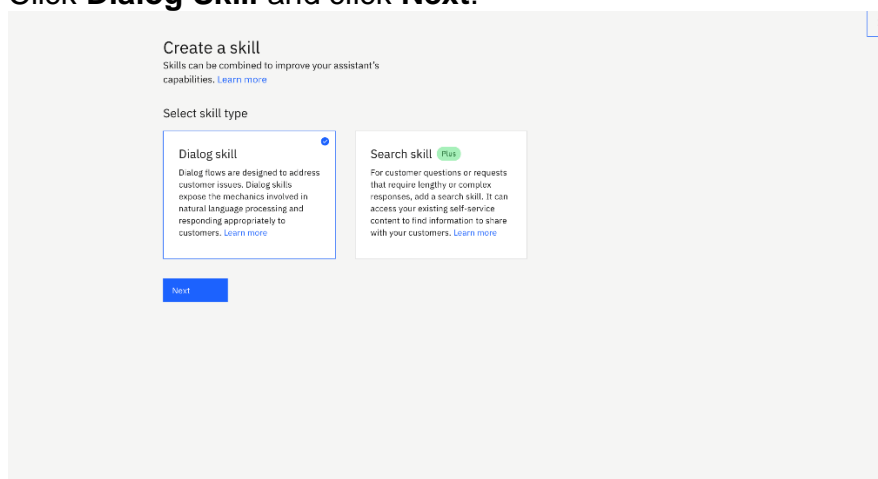 Click Dialog Skill and click Next.
Create a skill
Skills can be combined to improve your assistant's
capabilities. Learn more
Select skill type
Dialog skill
Dialog flows are designed to address
customer issues. Dialog skills
expose the mechanics involved in
natural language processing and
responding appropriately to
customers. Learn more
Search skill Plus
For customer questions or requests
that require lengthy or complex
responses, add a search skill. It can
access your existing self-service
content to find information to share
with your customers. Learn more
Next